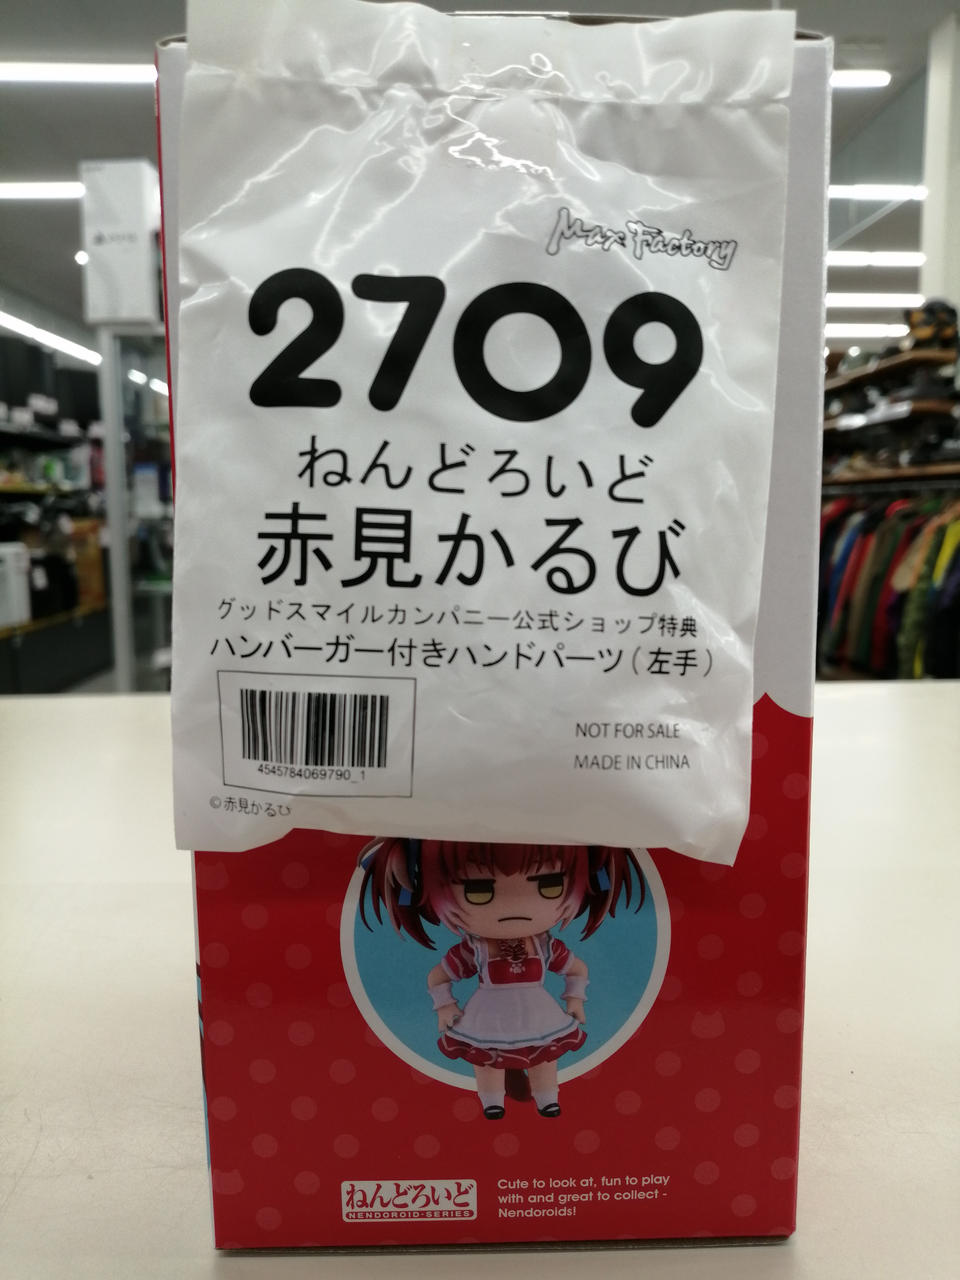 Max Factory
2709
ねんどろいど
赤見かるび
グッドスマイルカンパニー公式ショップ特典
ハンバーガー付きハンドパーツ(左手)
4545784069790_1
NOT FOR SALE
MADE IN CHINA
©赤見かるび
ねんどろいど
NENDOROID-SERIES
Cute to look at, fun to play
with and great to collect -
Nendoroids!